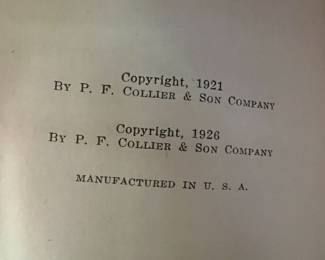 Copyright, 1921
By P. F. Collier & Son Company
Copyright, 1926
By P. F. Collier & Son Company
MANUFACTURED IN U. S. A.